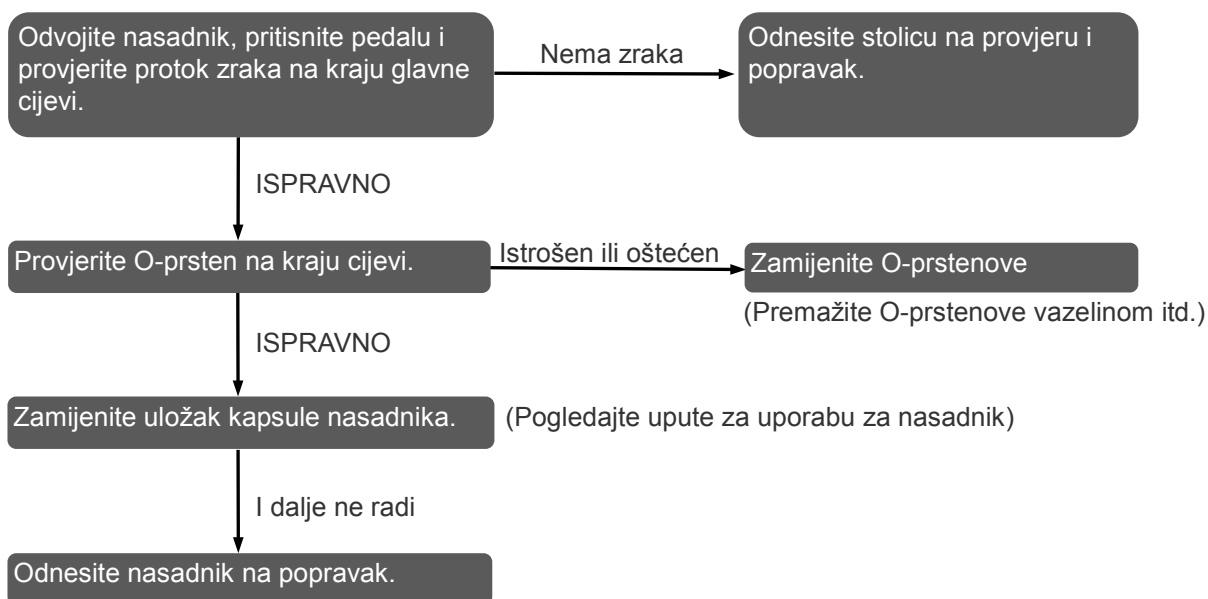 Odvojite nasadnik, pritisnite pedalu i
provjerite protok zraka na kraju glavne
cijevi.
Nema zraka
Odnesite stolicu na provjeru i
popravak.
ISPRAVNO
Provjerite O-prsten na kraju cijevi.
Istrošen ili oštećen
Zamijenite O-prstenove
(Premažite O-prstenove vazelinom itd.)
ISPRAVNO
Zamijenite uložak kapsule nasadnika.
(Pogledajte upute za uporabu za nasadnik)
I dalje ne radi
Odnesite nasadnik na popravak.